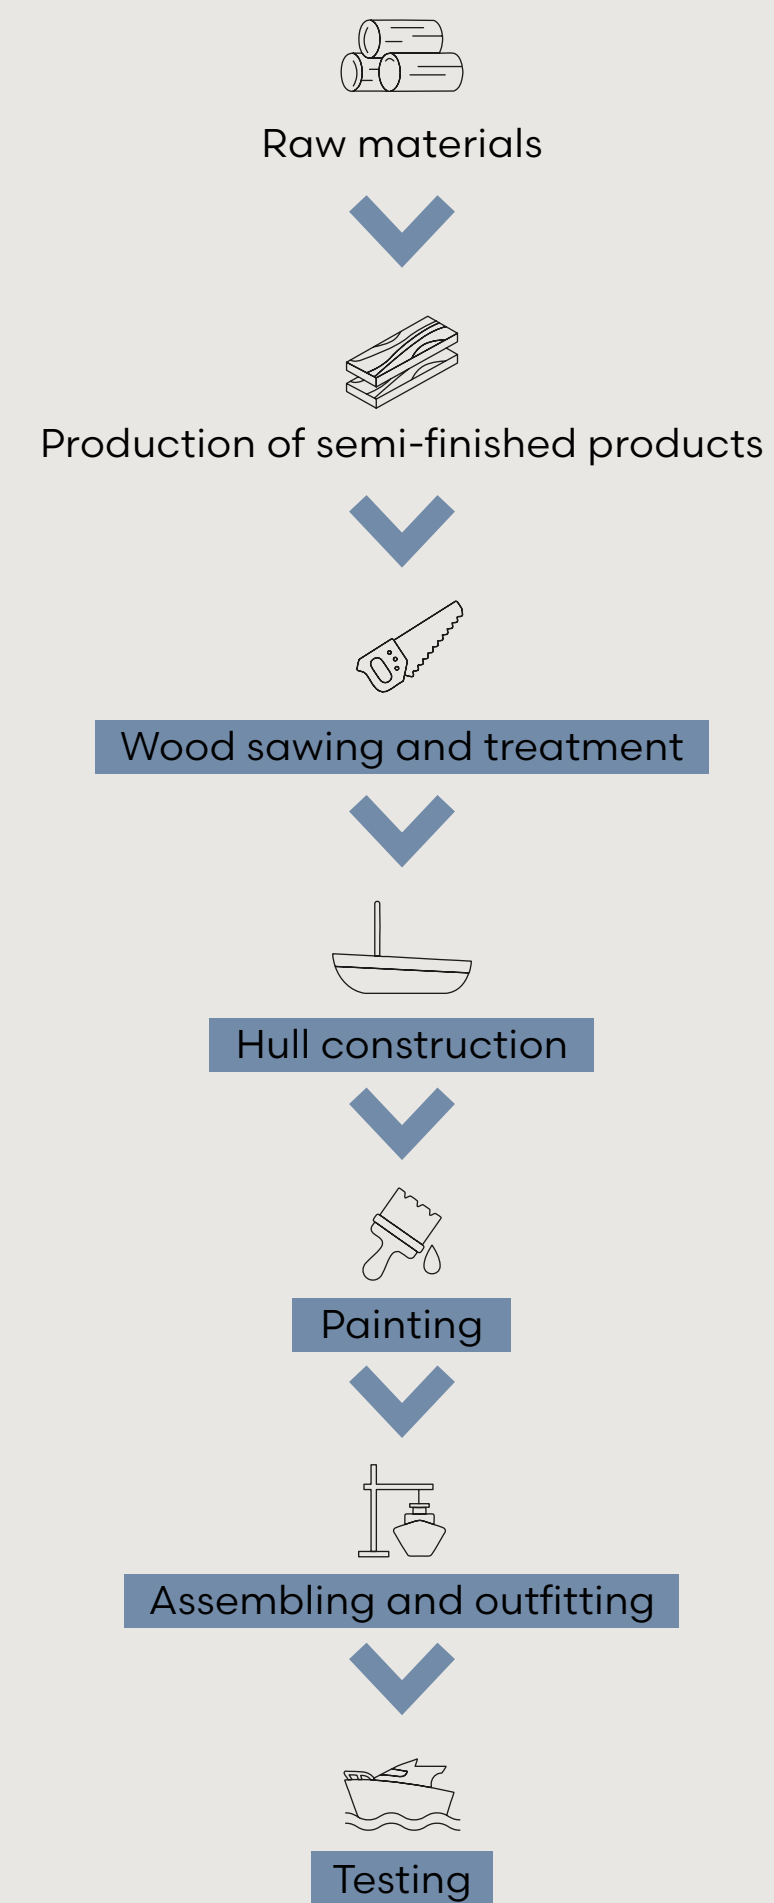 Raw materials
Production of semi-finished products
Wood sawing and treatment
Hull construction
Painting
Assembling and outfitting
Testing